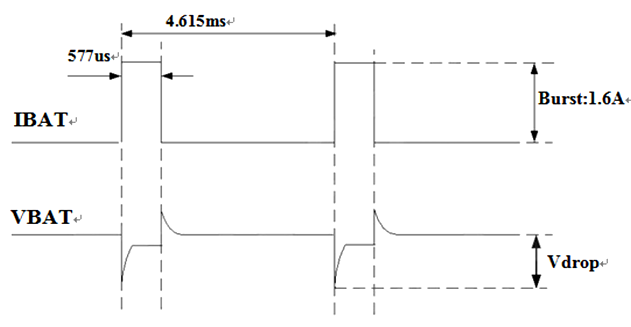 4.615ms
577us
Burst:1.6A
IBAT
VBAT
Vdrop